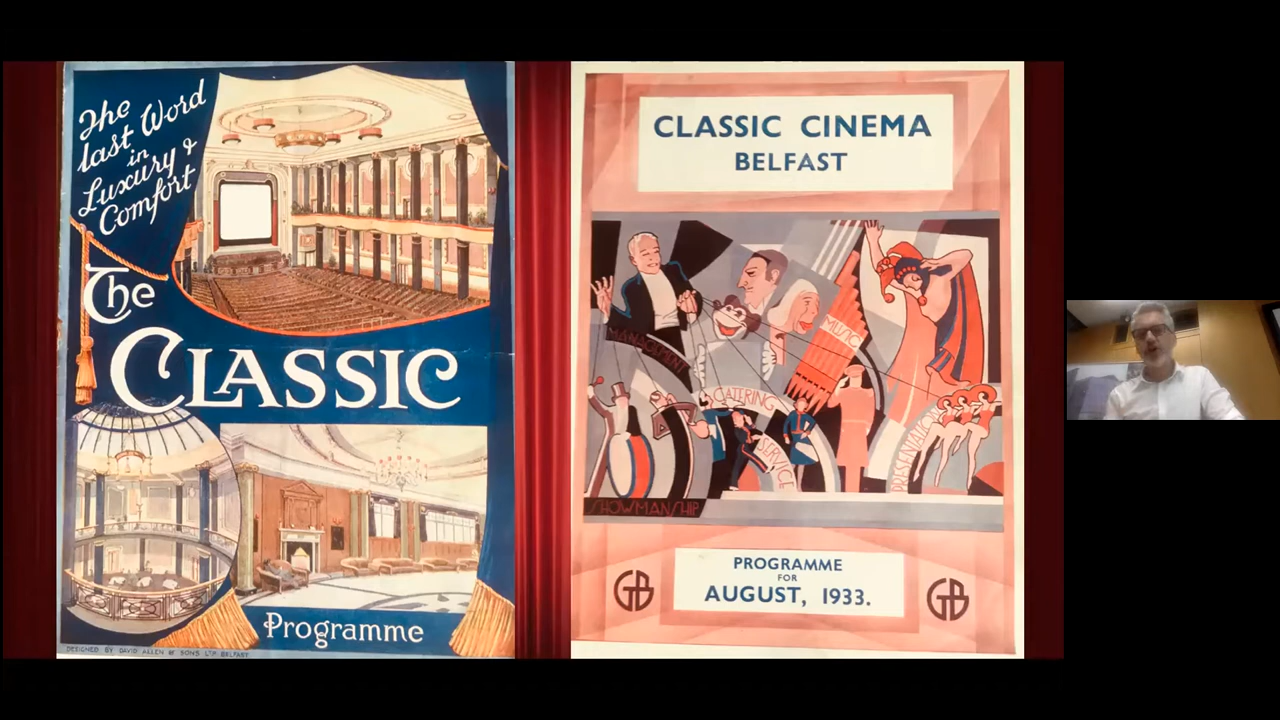 The
last Word
in
Luxury &
Comfort
The
CLASSIC
Programme
DESIGNED BY DAVID ALLEN & SONS LTD. BELFAST
CLASSIC CINEMA
BELFAST
MANAGEMENT
MUSIC
CATERING
SERVICE
PRESENTATION
SHOWMANSHIP
PROGRAMME
FOR
AUGUST, 1933.
GB
GB